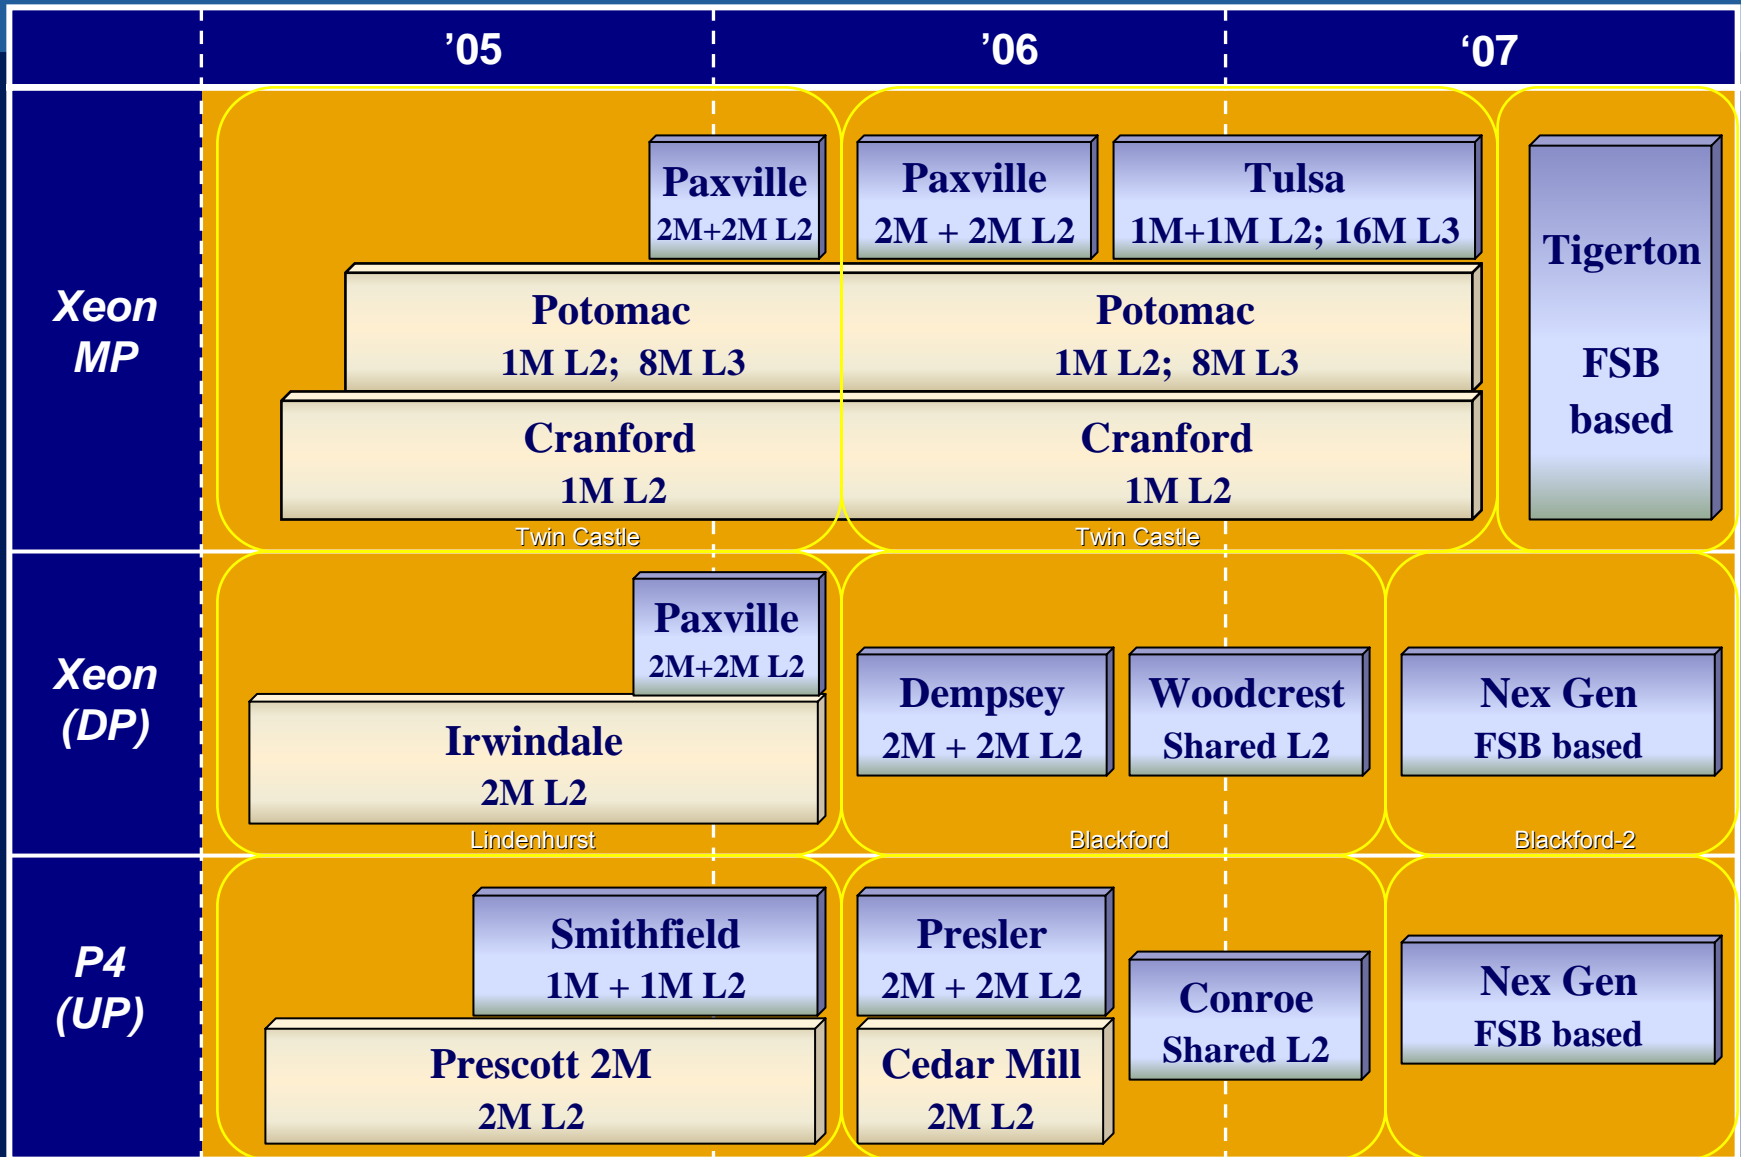 ’05
’06
‘07
Xeon
MP
Paxville
2M+2M L2
Paxville
2M + 2M L2
Tulsa
1M+1M L2; 16M L3
Tigerton
FSB
based
Potomac
1M L2; 8M L3
Potomac
1M L2; 8M L3
Cranford
1M L2
Cranford
1M L2
Twin Castle
Twin Castle
Xeon
(DP)
Paxville
2M+2M L2
Irwindale
2M L2
Dempsey
2M + 2M L2
Woodcrest
Shared L2
Nex Gen
FSB based
Lindenhurst
Blackford
Blackford-2
P4
(UP)
Smithfield
1M + 1M L2
Prescott 2M
2M L2
Presler
2M + 2M L2
Cedar Mill
2M L2
Conroe
Shared L2
Nex Gen
FSB based